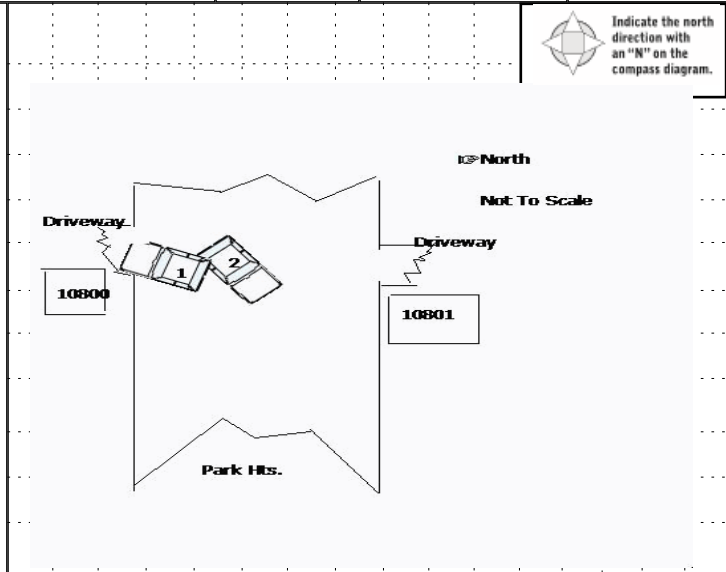 Indicate the north
direction with
an “N” on the
compass diagram.
☞North
Not To Scale
Driveway
Driveway
1
2
10800
10801
Park Hts.